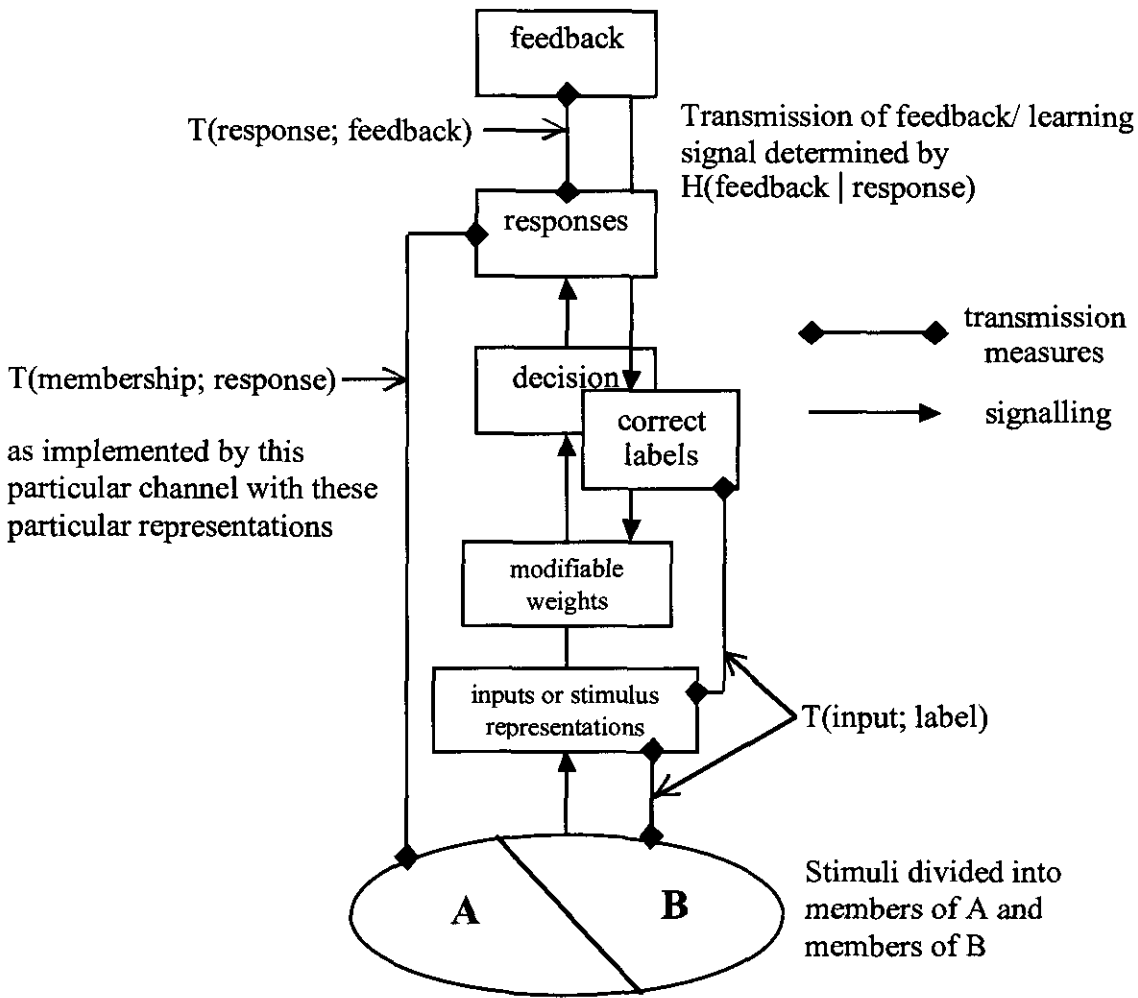 feedback
T(response; feedback)
Transmission of feedback/ learning
signal determined by
H(feedback | response)
responses
transmission
measures
T(membership; response)
decision
signalling
correct
labels
as implemented by this
particular channel with these
particular representations
modifiable
weights
inputs or stimulus
representations
T(input; label)
A
B
Stimuli divided into
members of A and
members of B